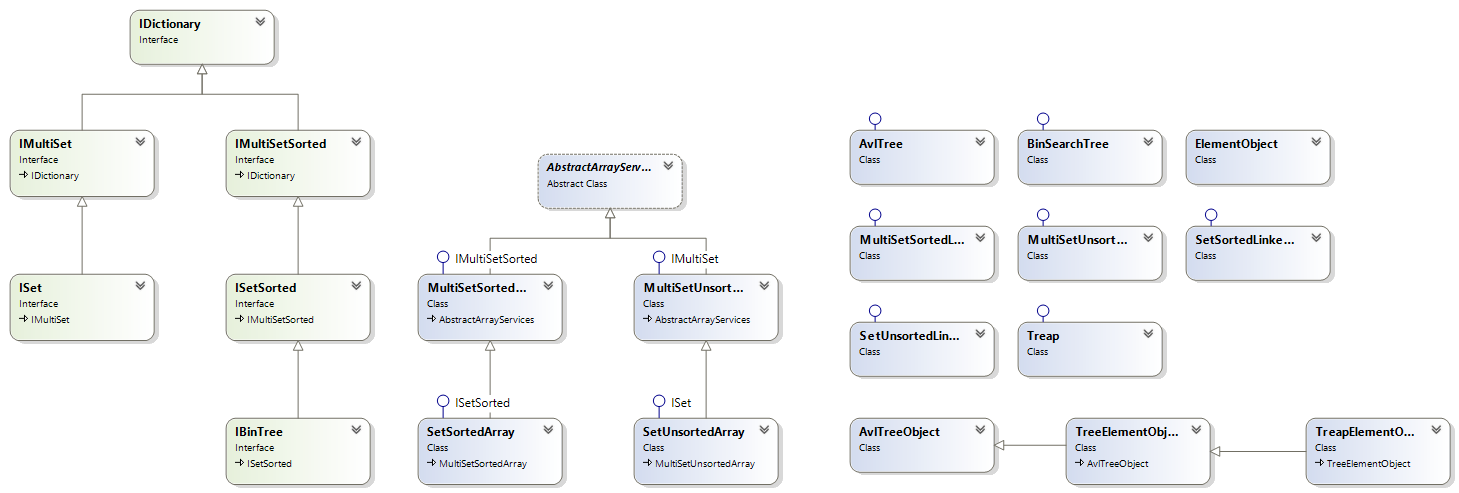 IDictionary
Interface
IMultiSet
Interface
IDictionary
IMultiSetSorted
Interface
IDictionary
ISet
Interface
IMultiSet
ISetSorted
Interface
IMultiSetSorted
IBinTree
Interface
ISetSorted
AbstractArrayServ...
Abstract Class
IMultiSetSorted
MultiSetSorted...
Class
AbstractArrayServices
IMultiSet
MultiSetUnsort...
Class
AbstractArrayServices
ISetSorted
SetSortedArray
Class
MultiSetSortedArray
ISet
SetUnsortedArray
Class
MultiSetUnsortedArray
AvlTree
Class
BinSearchTree
Class
ElementObject
Class
MultiSetSortedL...
Class
MultiSetUnsort...
Class
SetSortedLinke...
Class
SetUnsortedLin...
Class
Treap
Class
AvlTreeObject
Class
TreeElementObj...
Class
AvlTreeObject
TreapElementO...
Class
TreeElementObject